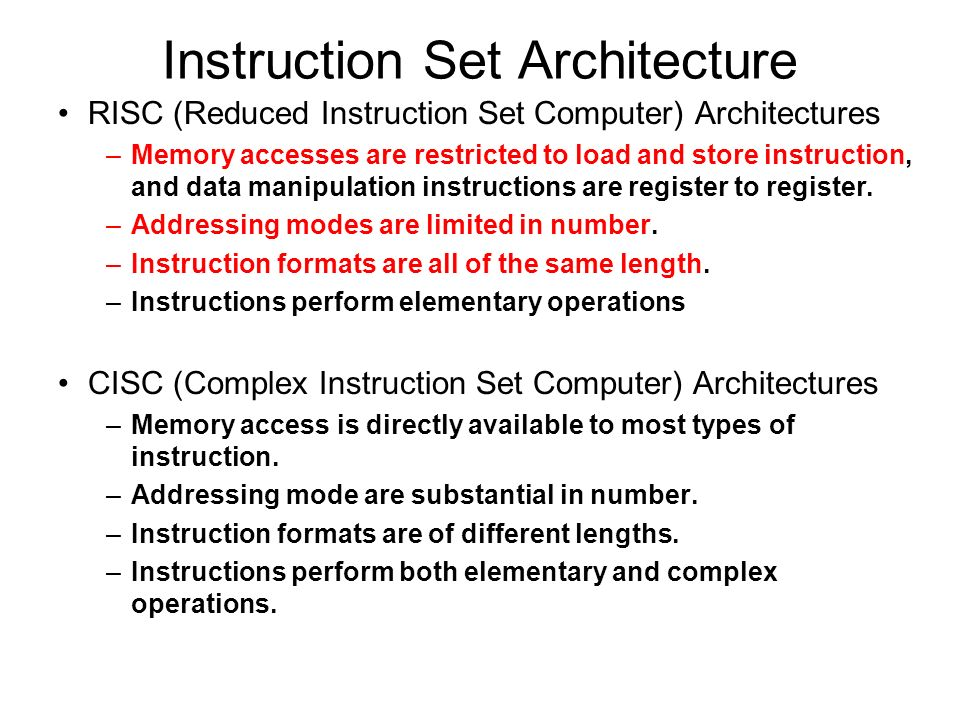 Instruction Set Architecture
• RISC (Reduced Instruction Set Computer) Architectures
–Memory accesses are restricted to load and store instruction,
and data manipulation instructions are register to register.
–Addressing modes are limited in number.
–Instruction formats are all of the same length.
–Instructions perform elementary operations
• CISC (Complex Instruction Set Computer) Architectures
–Memory access is directly available to most types of
instruction.
–Addressing mode are substantial in number.
–Instruction formats are of different lengths.
–Instructions perform both elementary and complex
operations.